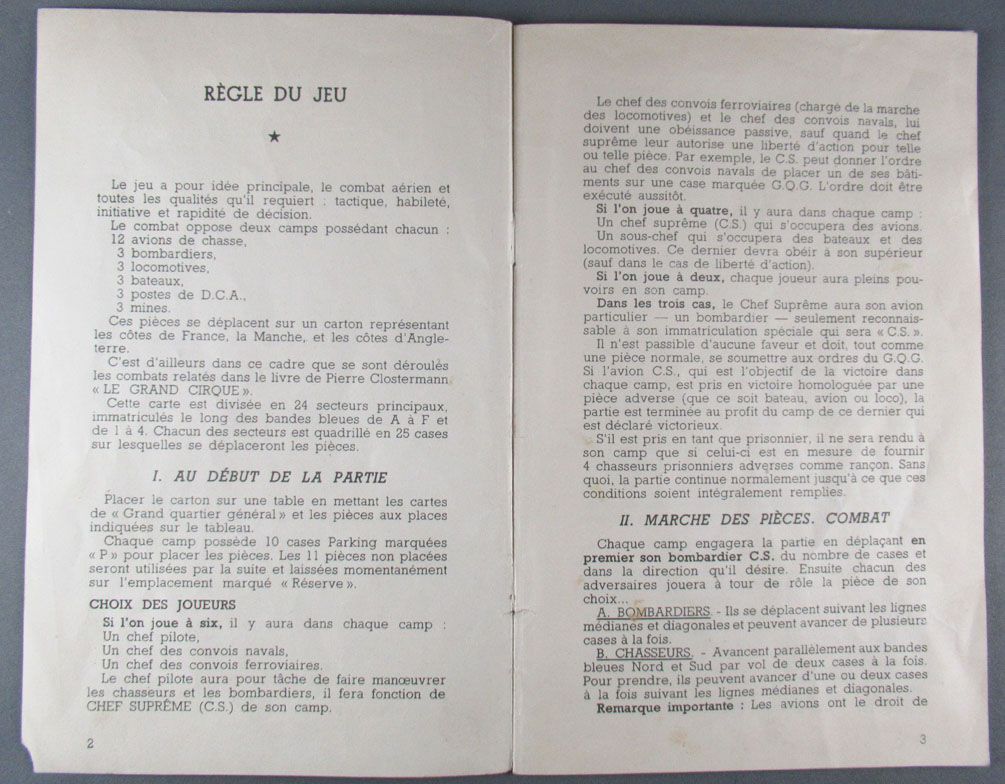 RÈGLE DU JEU
★
Le jeu a pour idée principale, le combat aérien et
toutes les qualités qu'il requiert : tactique, habileté,
initiative et rapidité de décision.
Le combat oppose deux camps possédant chacun :
12 avions de chasse,
3 bombardiers,
3 locomotives,
3 bateaux,
3 postes de D.C.A.,
3 mines.
Ces pièces se déplacent sur un carton représentant
les côtes de France, la Manche, et les côtes d'Angle-
terre.
C'est d'ailleurs dans ce cadre que se sont déroulés
les combats relatés dans le livre de Pierre Clostermann
« LE GRAND CIRQUE ».
Cette carte est divisée en 24 secteurs principaux,
immatriculés le long des bandes bleues de A à F et
de 1 à 4. Chacun des secteurs est quadrillé en 25 cases
sur lesquelles se déplaceront les pièces.
I. AU DÉBUT DE LA PARTIE
Placer le carton sur une table en mettant les cartes
de « Grand quartier général » et les pièces aux places
indiquées sur le tableau.
Chaque camp possède 10 cases Parking marquées
« P » pour placer les pièces. Les 11 pièces non placées
seront utilisées par la suite et laissées momentanément
sur l'emplacement marqué « Réserve ».
CHOIX DES JOUEURS
Si l'on joue à six, il y aura dans chaque camp :
Un chef pilote,
Un chef des convois navals,
Un chef des convois ferroviaires.
Le chef pilote aura pour tâche de faire manœuvrer
les chasseurs et les bombardiers, il fera fonction de
CHEF SUPRÊME (C.S.) de son camp.
2
Le chef des convois ferroviaires (chargé de la marche
des locomotives) et le chef des convois navals, lui
doivent une obéissance passive, sauf quand le chef
suprême leur autorise une liberté d'action pour telle
ou telle pièce. Par exemple, le C.S. peut donner l'ordre
au chef des convois navals de placer un de ses bâti-
ments sur une case marquée G.Q.G. L'ordre doit être
exécuté aussitôt.
Si l'on joue à quatre, il y aura dans chaque camp :
Un chef suprême (C.S.) qui s'occupera des avions.
Un sous-chef qui s'occupera des bateaux et des
locomotives. Ce dernier devra obéir à son supérieur
(sauf dans le cas de liberté d'action).
Si l'on joue à deux, chaque joueur aura pleins pou-
voirs en son camp.
Dans les trois cas, le Chef Suprême aura son avion
particulier — un bombardier — seulement reconnais-
sable à son immatriculation spéciale qui sera « C.S. ».
Il n'est passible d'aucune faveur et doit, tout comme
une pièce normale, se soumettre aux ordres du G.Q.G.
Si l'avion C.S., qui est l'objectif de la victoire dans
chaque camp, est pris en victoire homologuée par une
pièce adverse (que ce soit bateau, avion ou loco), la
partie est terminée au profit du camp de ce dernier qui
est déclaré victorieux.
S'il est pris en tant que prisonnier, il ne sera rendu à
son camp que si celui-ci est en mesure de fournir
4 chasseurs prisonniers adverses comme rançon. Sans
quoi, la partie continue normalement jusqu'à ce que ces
conditions soient intégralement remplies.
II. MARCHE DES PIÈCES. COMBAT
Chaque camp engagera la partie en déplaçant en
premier son bombardier C.S. du nombre de cases et
dans la direction qu'il désire. Ensuite chacun des
adversaires jouera à tour de rôle la pièce de son
choix...
A. BOMBARDIERS. - Ils se déplacent suivant les lignes
médianes et diagonales et peuvent avancer de plusieurs
cases à la fois.
B. CHASSEURS. - Avancent parallèlement aux bandes
bleues Nord et Sud par vol de deux cases à la fois.
Pour prendre, ils peuvent avancer d'une ou deux cases
à la fois suivant les lignes médianes et diagonales.
Remarque importante : Les avions ont le droit de
3